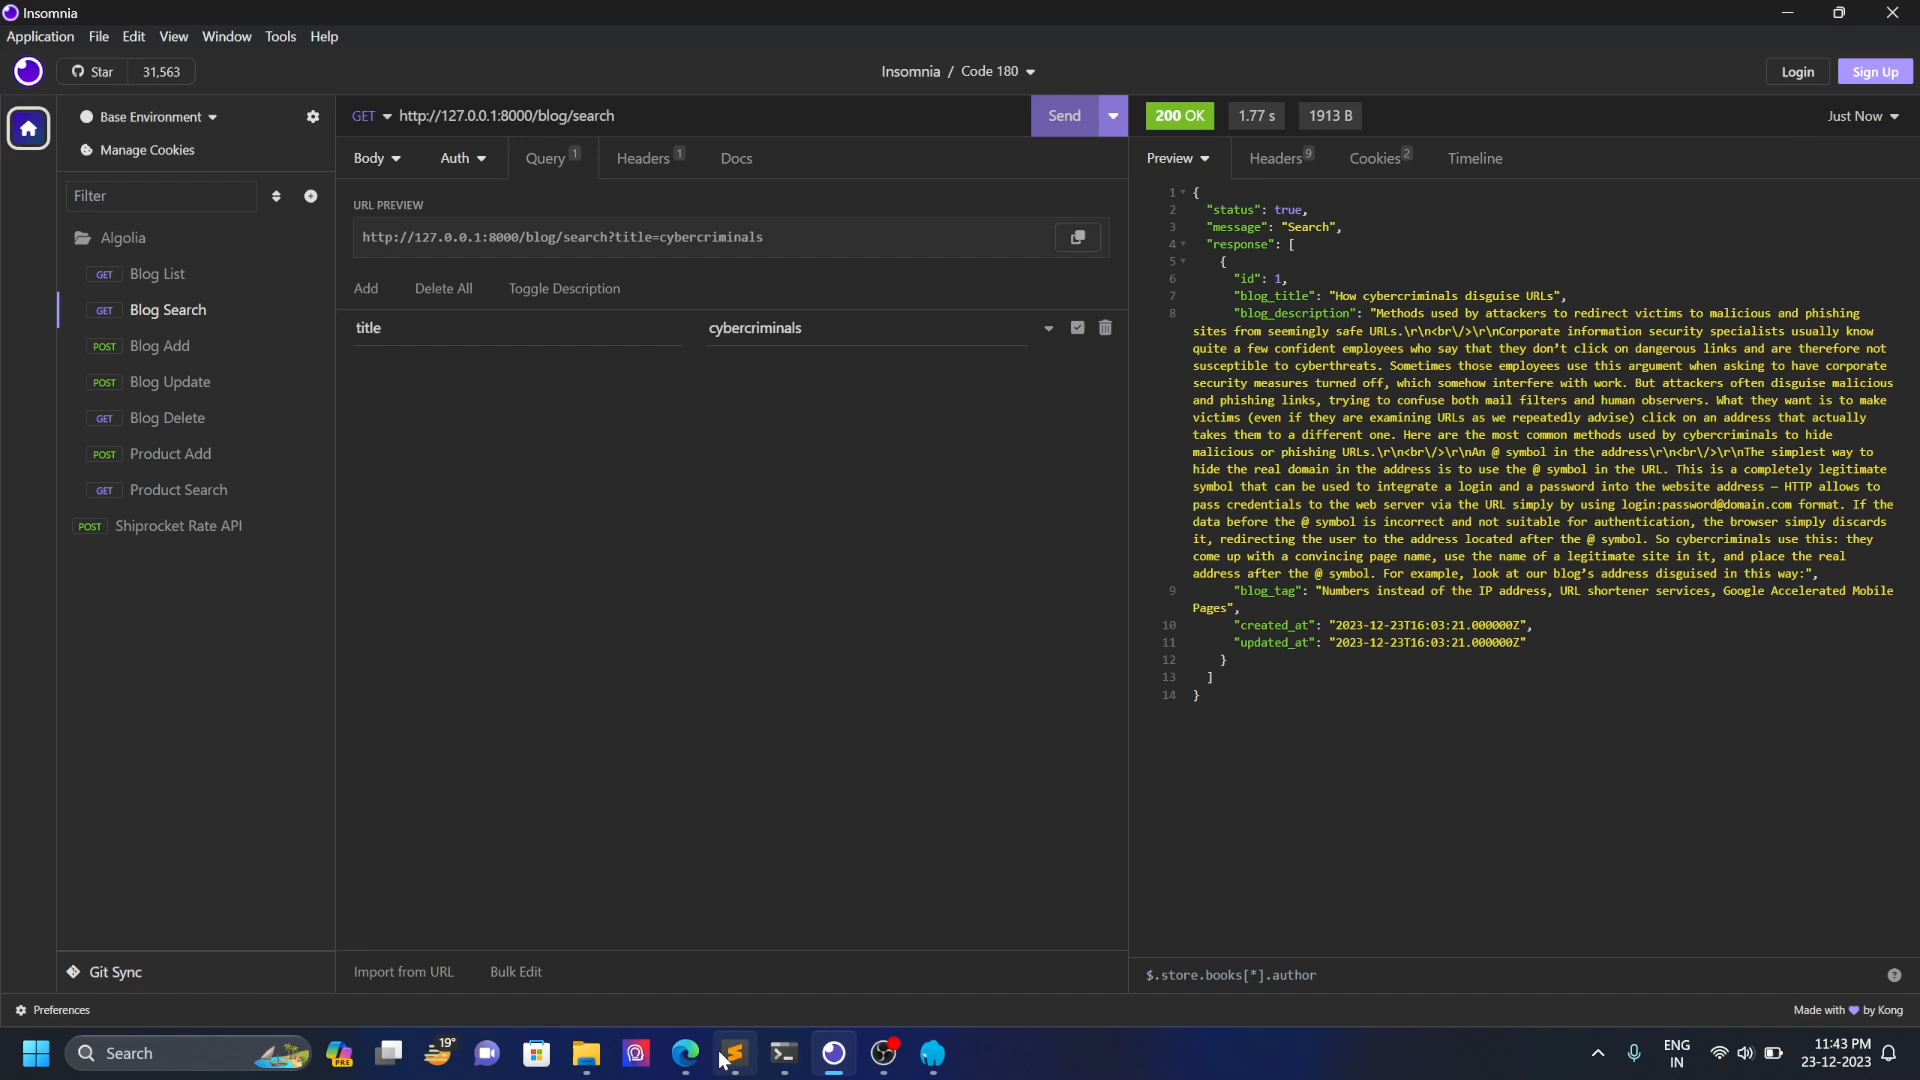 Insomnia
Application File Edit View Window Tools Help
Star 31,563
Insomnia / Code 180
Login
Sign Up
Base Environment
Manage Cookies
Filter
Algolia
GET Blog List
GET Blog Search
POST Blog Add
POST Blog Update
GET Blog Delete
POST Product Add
GET Product Search
POST Shiprocket Rate API
Git Sync
Preferences
GET http://127.0.0.1:8000/blog/search
Send
Body Auth Query 1 Headers 1 Docs
URL PREVIEW
http://127.0.0.1:8000/blog/search?title=cybercriminals
Add Delete All Toggle Description
title cybercriminals
Import from URL Bulk Edit
200 OK 1.77 s 1913 B
Just Now
Preview Headers 9 Cookies 2 Timeline
1 {
2 "status": true,
3 "message": "Search",
4 "response": [
5 {
6 "id": 1,
7 "blog_title": "How cybercriminals disguise URLs",
8 "blog_description": "Methods used by attackers to redirect victims to malicious and phishing
sites from seemingly safe URLs.\r\n<br\/>\r\nCorporate information security specialists usually know
quite a few confident employees who say that they don’t click on dangerous links and are therefore not
susceptible to cyberthreats. Sometimes those employees use this argument when asking to have corporate
security measures turned off, which somehow interfere with work. But attackers often disguise malicious
and phishing links, trying to confuse both mail filters and human observers. What they want is to make
victims (even if they are examining URLs as we repeatedly advise) click on an address that actually
takes them to a different one. Here are the most common methods used by cybercriminals to hide
malicious or phishing URLs.\r\n<br\/>\r\nAn @ symbol in the address\r\n<br\/>\r\nThe simplest way to
hide the real domain in the address is to use the @ symbol in the URL. This is a completely legitimate
symbol that can be used to integrate a login and a password into the website address — HTTP allows to
pass credentials to the web server via the URL simply by using login:password@domain.com format. If the
data before the @ symbol is incorrect and not suitable for authentication, the browser simply discards
it, redirecting the user to the address located after the @ symbol. So cybercriminals use this: they
come up with a convincing page name, use the name of a legitimate site in it, and place the real
address after the @ symbol. For example, look at our blog’s address disguised in this way:",
9 "blog_tag": "Numbers instead of the IP address, URL shortener services, Google Accelerated Mobile
Pages",
10 "created_at": "2023-12-23T16:03:21.000000Z",
11 "updated_at": "2023-12-23T16:03:21.000000Z"
12 }
13 ]
14 }
$.store.books[*].author
Made with by Kong
Search
PRE
19°
ENG
IN
11:43 PM
23-12-2023